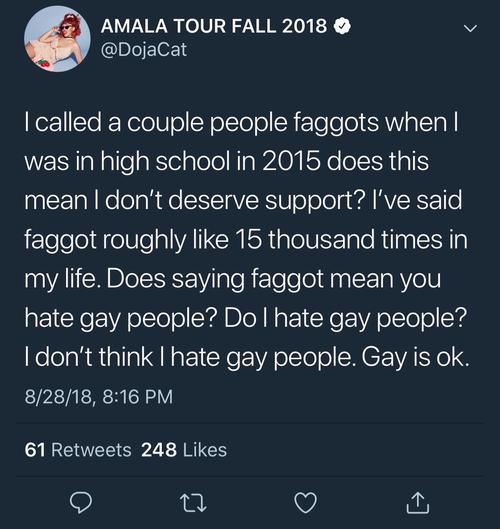 AMALA TOUR FALL 2018
@DojaCat
I called a couple people faggots when I
was in high school in 2015 does this
mean I don’t deserve support? I’ve said
faggot roughly like 15 thousand times in
my life. Does saying faggot mean you
hate gay people? Do I hate gay people?
I don’t think I hate gay people. Gay is ok.
8/28/18, 8:16 PM
61 Retweets 248 Likes